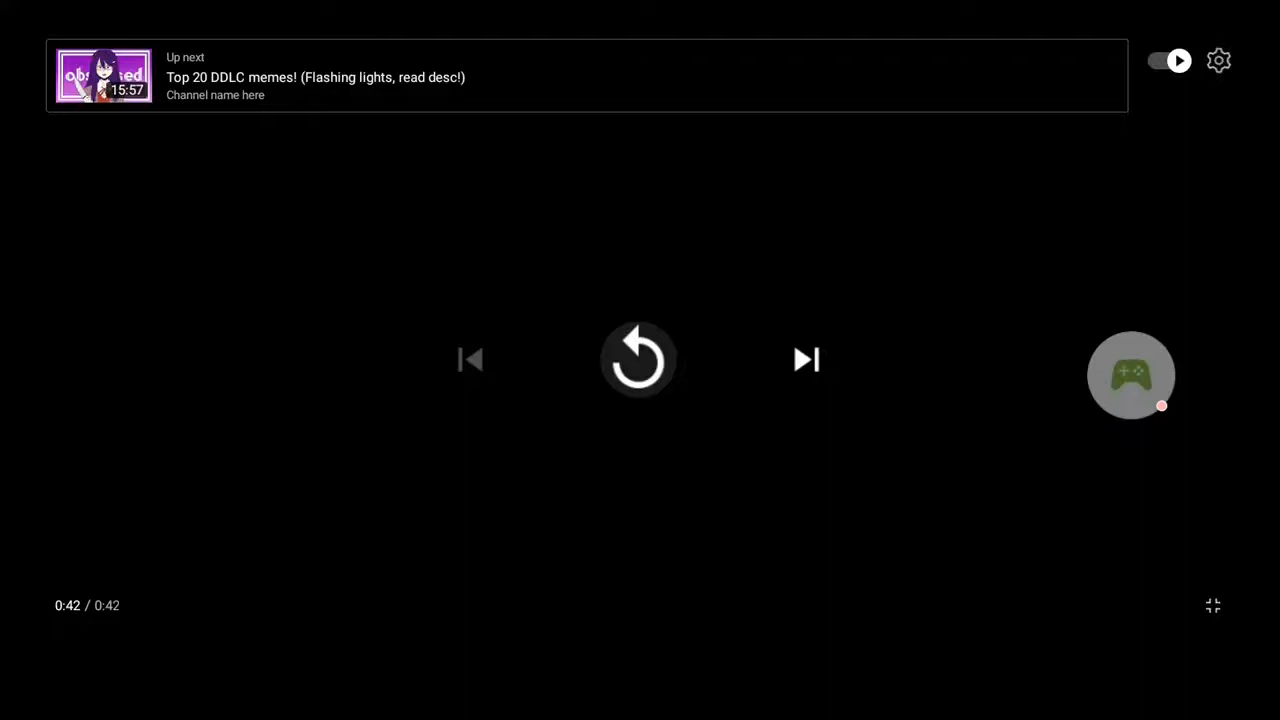 Up next
Top 20 DDLC memes! (Flashing lights, read desc!)
Channel name here
15:57
0:42 / 0:42